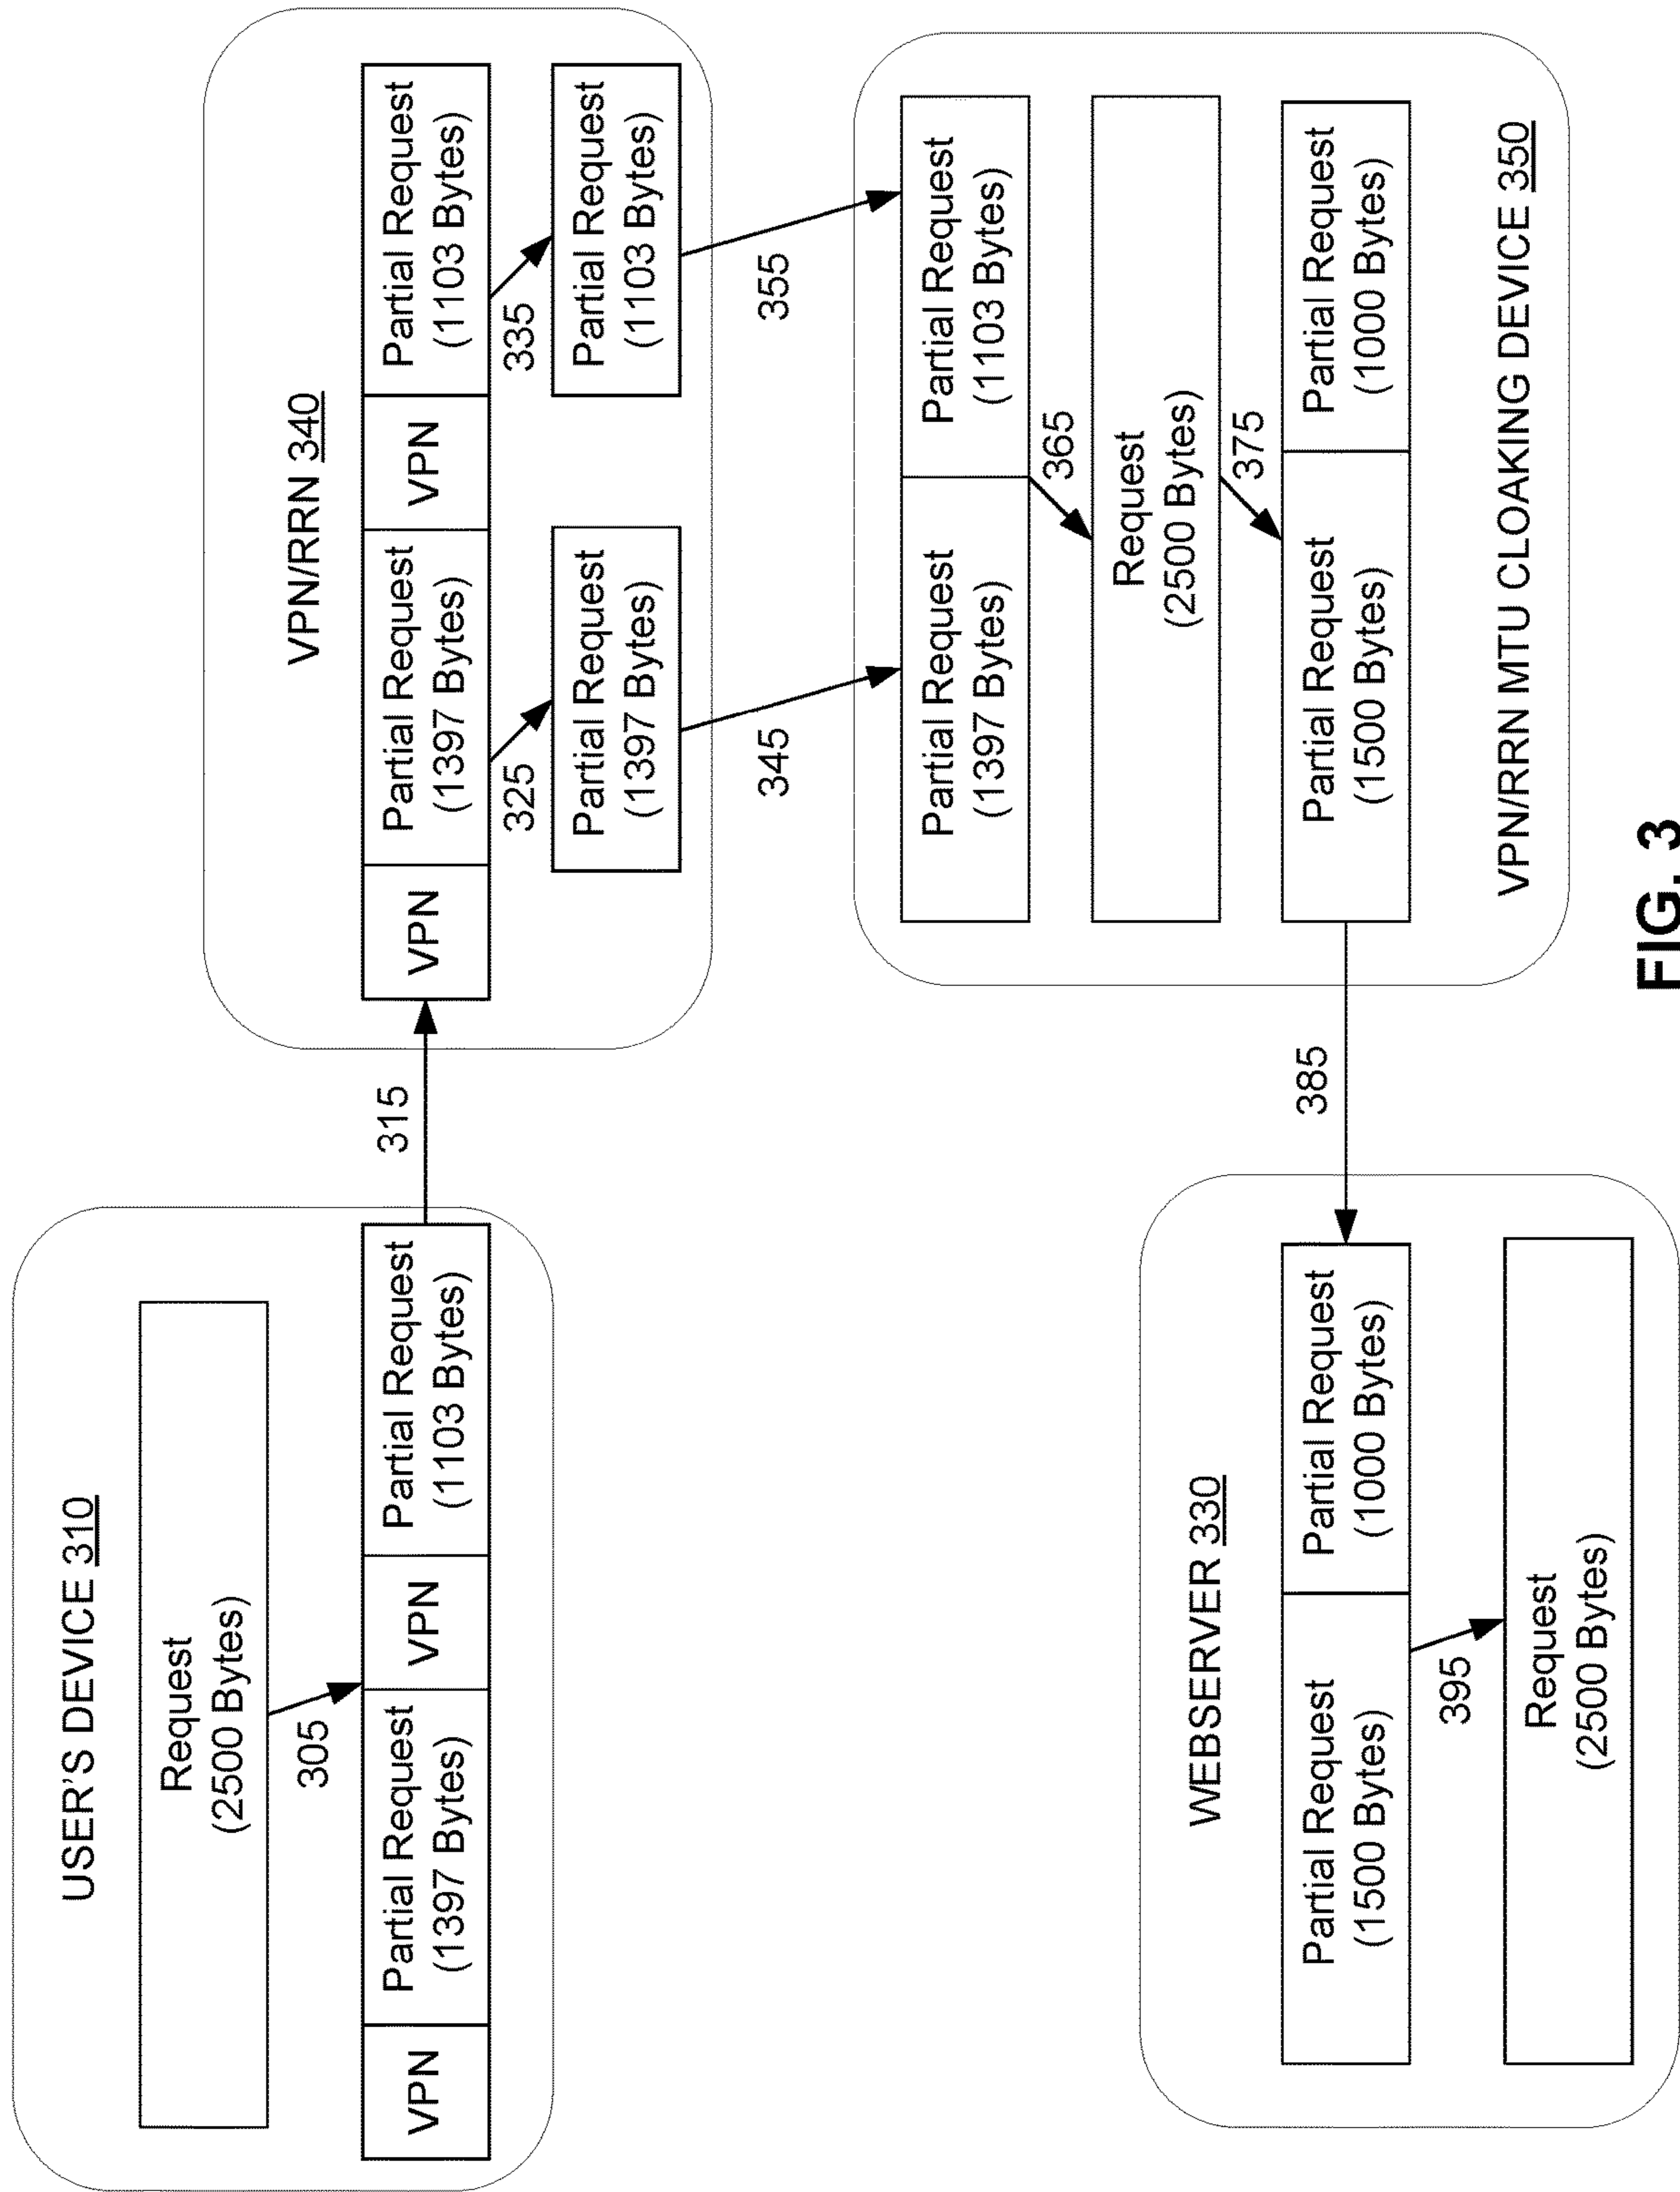 USER'S DEVICE 310
Request
(2500 Bytes)
305
VPN
Partial Request
(1397 Bytes)
VPN
Partial Request
(1103 Bytes)
315
VPN/RRN 340
VPN
Partial Request
(1397 Bytes)
VPN
Partial Request
(1103 Bytes)
325
335
Partial Request
(1397 Bytes)
Partial Request
(1103 Bytes)
345
355
WEBSERVER 330
Partial Request
(1500 Bytes)
Partial Request
(1000 Bytes)
395
Request
(2500 Bytes)
385
Partial Request
(1397 Bytes)
Partial Request
(1103 Bytes)
365
Request
(2500 Bytes)
375
Partial Request
(1500 Bytes)
Partial Request
(1000 Bytes)
VPN/RRN MTU CLOAKING DEVICE 350
FIG. 3